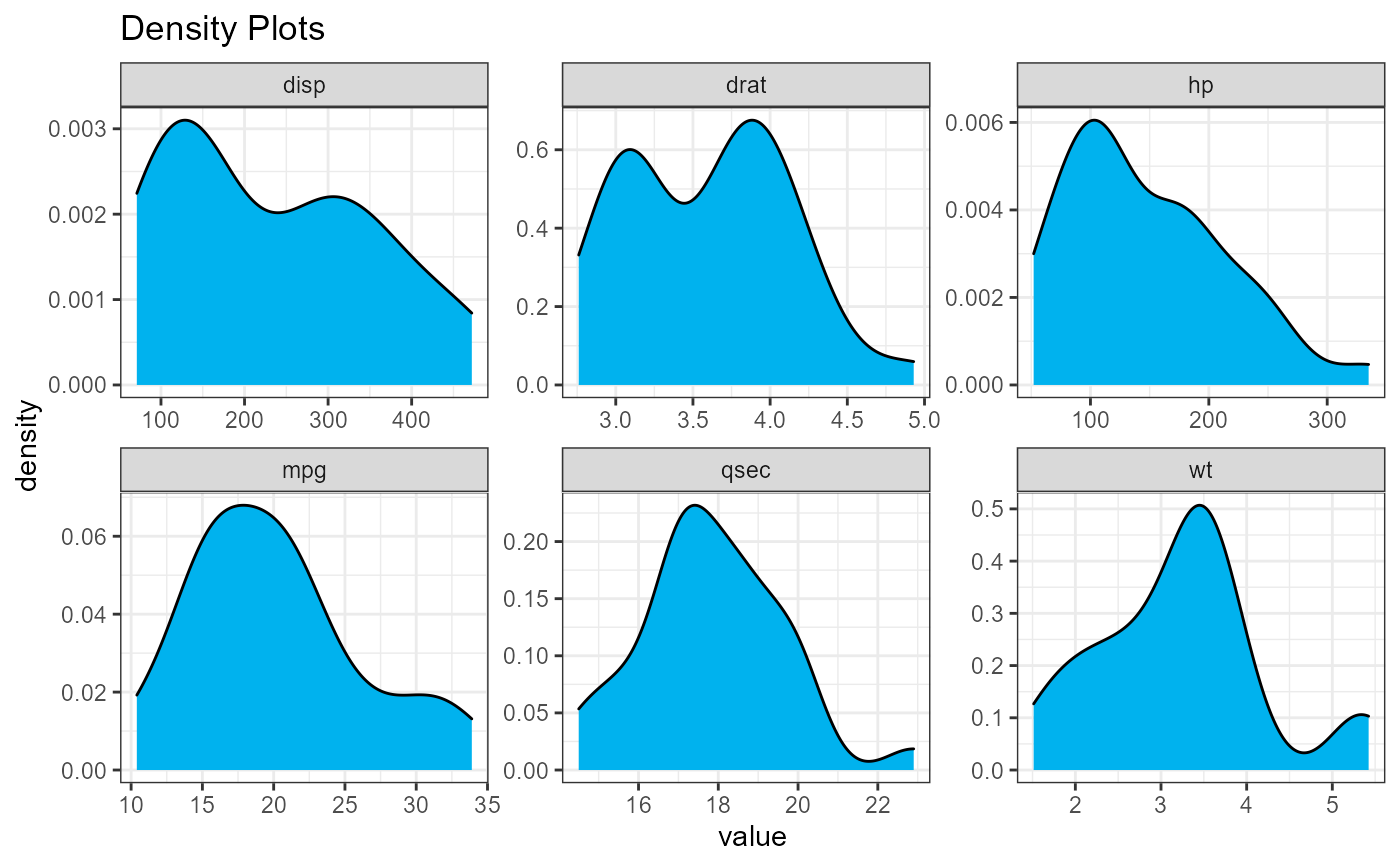 Density Plots
disp
drat
hp
0.003
0.002
0.001
0.000
0.6
0.4
0.2
0.0
0.006
0.004
0.002
0.000
100 200 300 400
3.0 3.5 4.0 4.5 5.0
100 200 300
density
mpg
qsec
wt
0.06
0.04
0.02
0.00
0.20
0.15
0.10
0.05
0.00
0.5
0.4
0.3
0.2
0.1
0.0
10 15 20 25 30 35
16 18 20 22
2 3 4 5
value